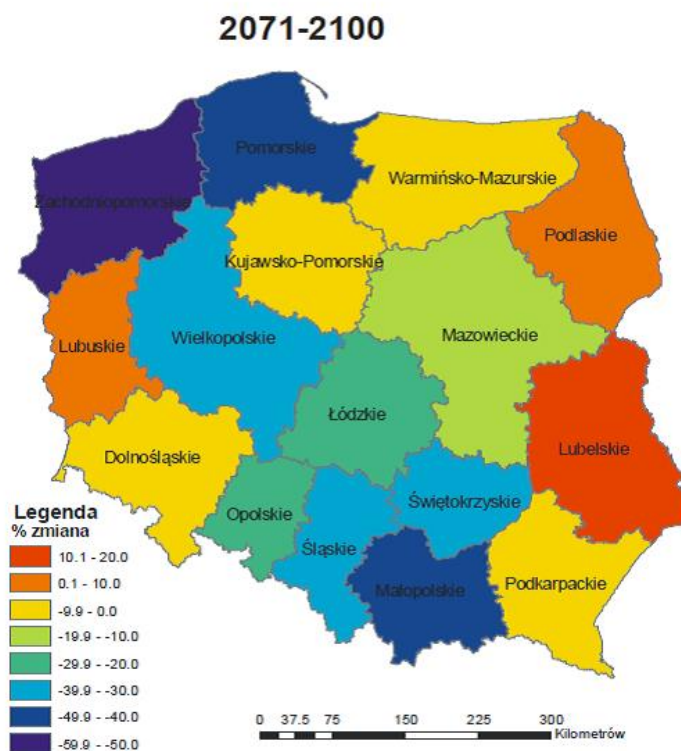 2071-2100
Pomorskie
Warmińsko-Mazurskie
Zachodniopomorskie
Podlaskie
Kujawsko-Pomorskie
Lubuskie
Wielkopolskie
Mazowieckie
Łódzkie
Lubelskie
Dolnośląskie
Świętokrzyskie
Opolskie
Śląskie
Podkarpackie
Małopolskie
Legenda
% zmiana
10.1 - 20.0
0.1 - 10.0
-9.9 - 0.0
-19.9 - -10.0
-29.9 - -20.0
-39.9 - -30.0
-49.9 - -40.0
-59.9 - -50.0
0 37.5 75 150 225 300
Kilometrów